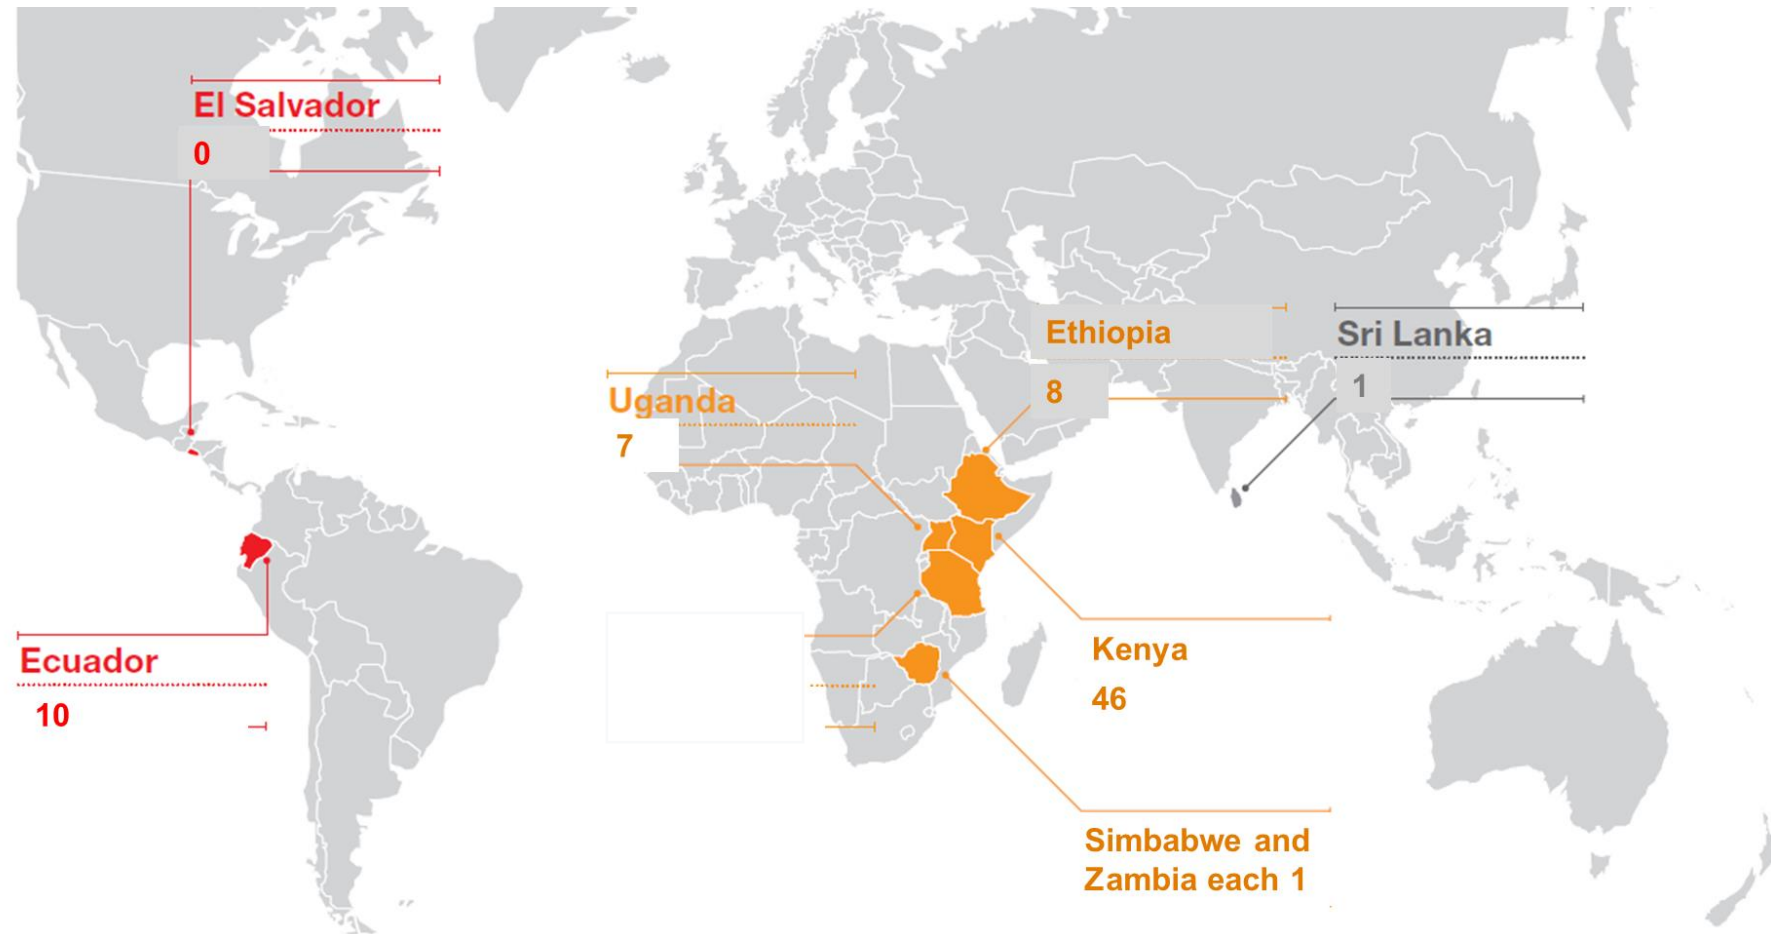 El Salvador
0
Ethiopia
8
Sri Lanka
1
Uganda
7
Ecuador
10
Kenya
46
Simbabwe and
Zambia each 1